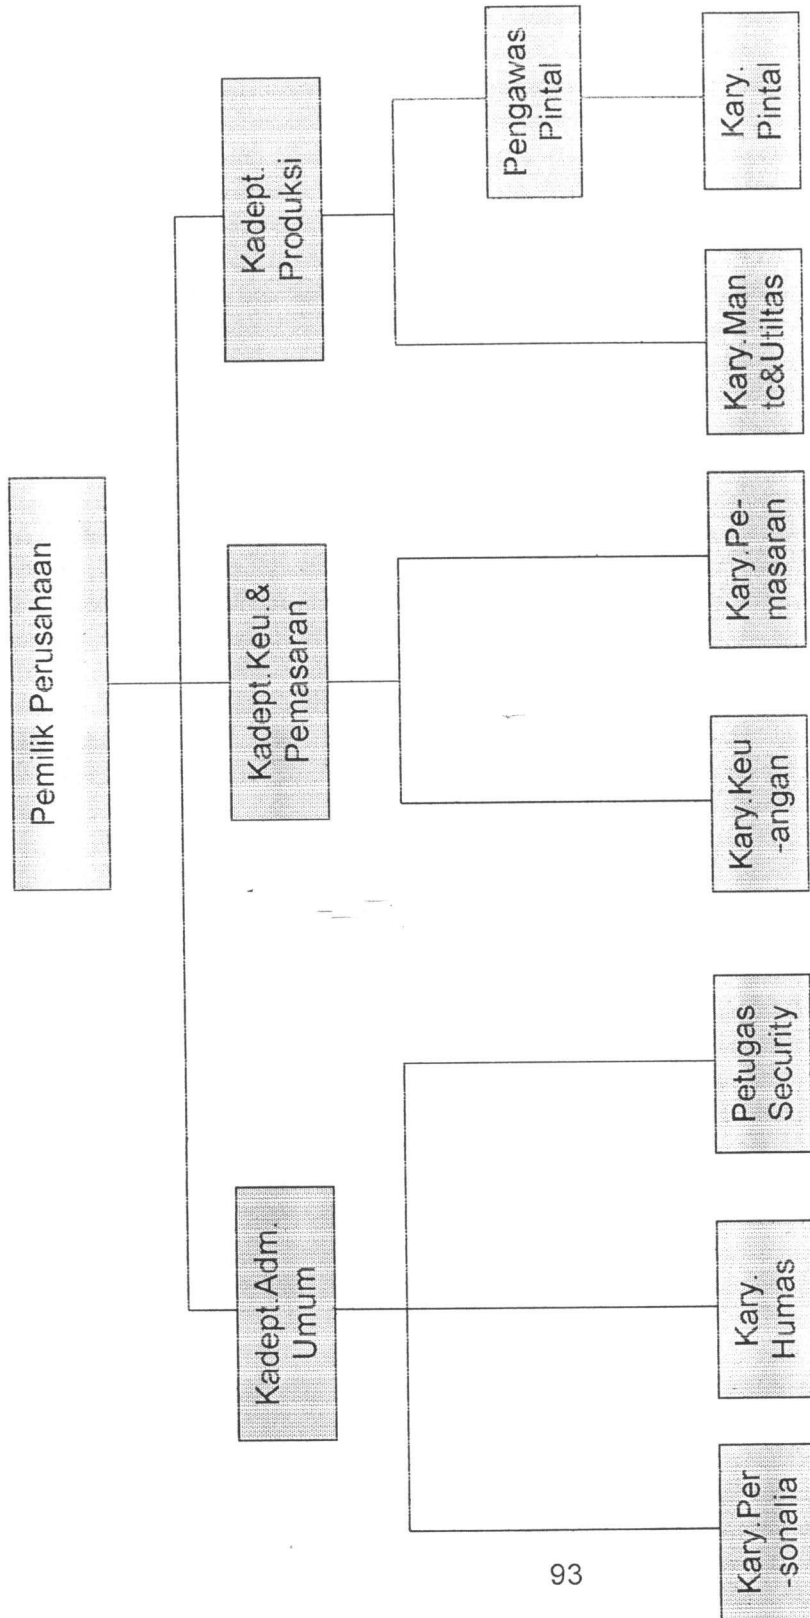 Pemilik Perusahaan
Kadept.Adm.
Umum
Kadept.Keu.&
Pemasaran
Kadept.
Produksi
Pengawas
Pintal
Kary.Per
-sonalia
Kary.
Humas
Petugas
Security
Kary.Keu
-angan
Kary.Pe-
masaran
Kary.Man
tc&Utiltas
Kary.
Pintal
93